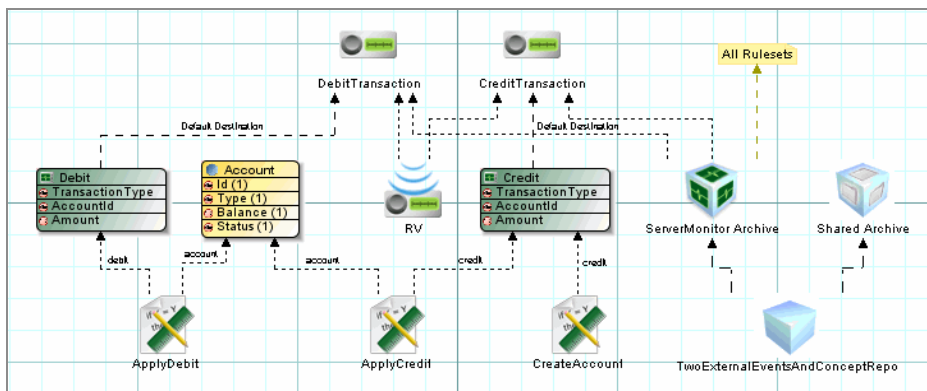 All Rulesets
DebitTransaction
CreditTransaction
Default Destination
Default Destination
Debit
TransactionType
AccountId
Amount
Account
Id (1)
Type (1)
Balance (1)
Status (1)
RV
Credit
TransactionType
AccountId
Amount
ServerMonitor Archive
Shared Archive
debit
account
account
credit
credit
ApplyDebit
ApplyCredit
CreateAccount
TwoExternalEventsAndConceptRepo